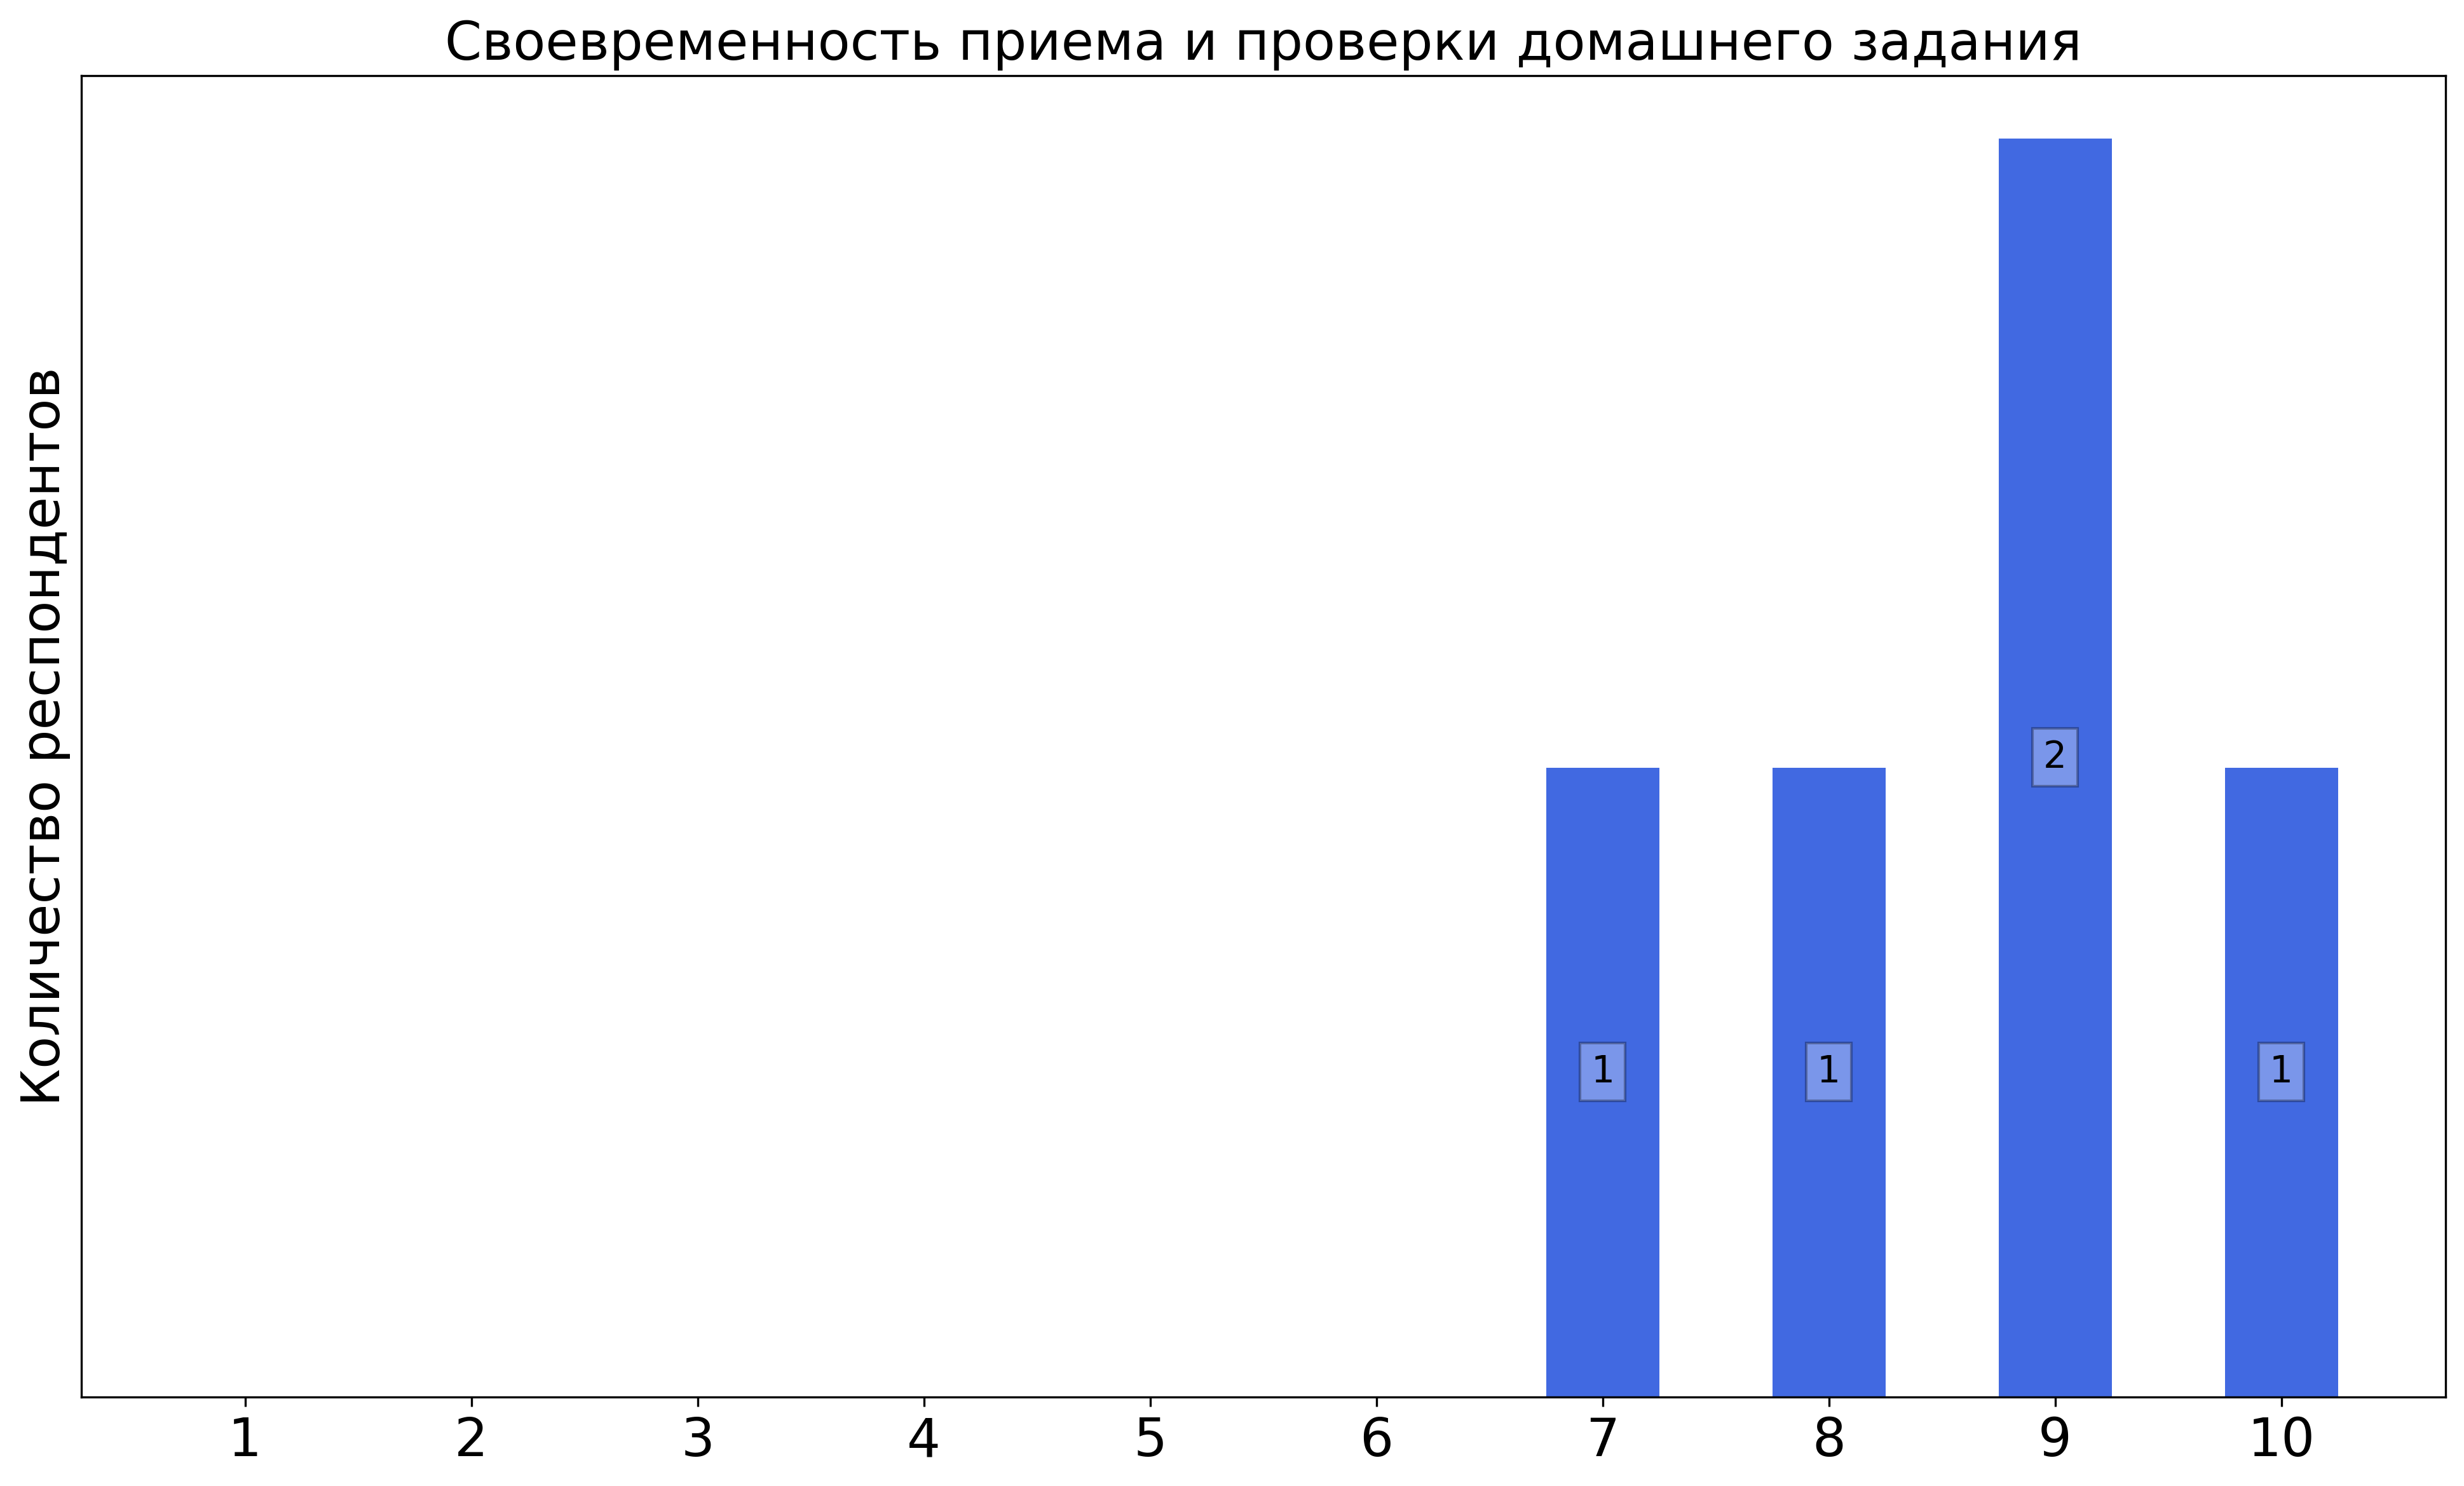 Своевременность приема и проверки домашнего задания
Количество респондентов
2
1 1 1
1 2 3 4 5 6 7 8 9 10